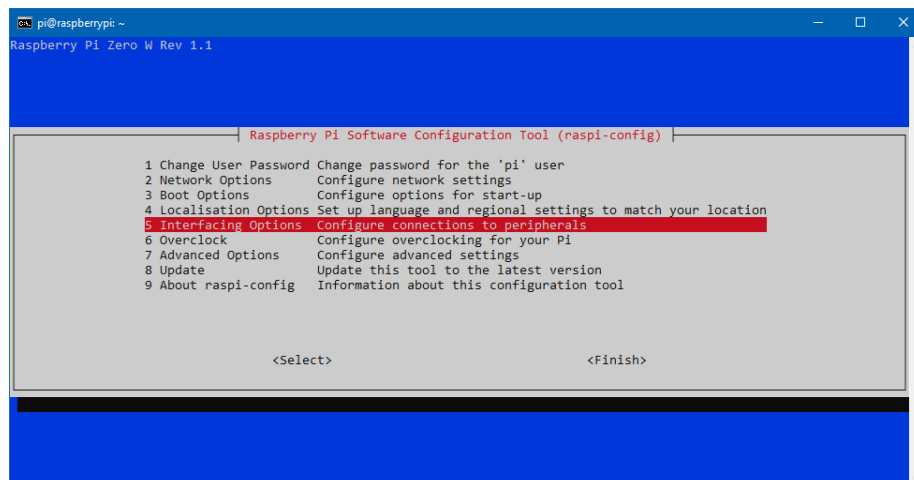 pi@raspberrypi: ~
Raspberry Pi Zero W Rev 1.1
Raspberry Pi Software Configuration Tool (raspi-config)
1 Change User Password Change password for the 'pi' user
2 Network Options Configure network settings
3 Boot Options Configure options for start-up
4 Localisation Options Set up language and regional settings to match your location
5 Interfacing Options Configure connections to peripherals
6 Overclock Configure overclocking for your Pi
7 Advanced Options Configure advanced settings
8 Update Update this tool to the latest version
9 About raspi-config Information about this configuration tool
<Select> <Finish>